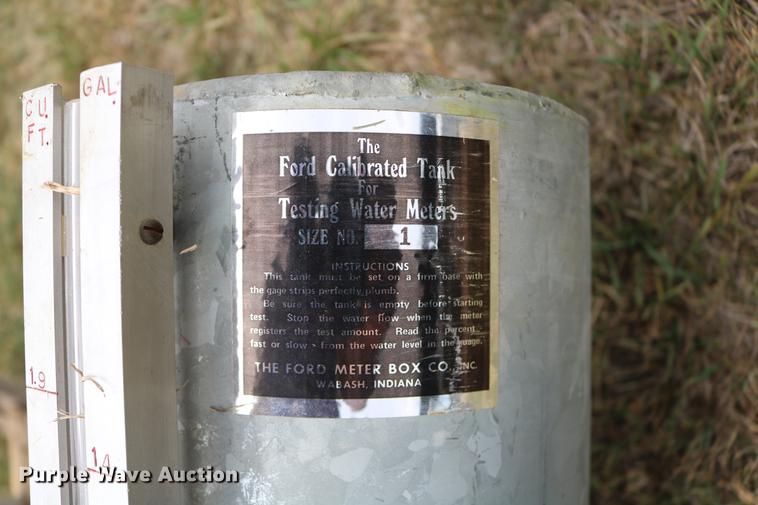 CU.
FT.
GAL.
The
Ford Calibrated Tank
For
Testing Water Meters
SIZE NO. 1
INSTRUCTIONS
This tank must be set on a firm base with
the gage strips perfectly plumb.
Be sure the tank is empty before starting
test. Stop the water flow when the meter
registers the test amount. Read the percent
fast or slow from the water level in the guage.
THE FORD METER BOX CO., INC.
WABASH, INDIANA
1.9
14
Purple Wave Auction